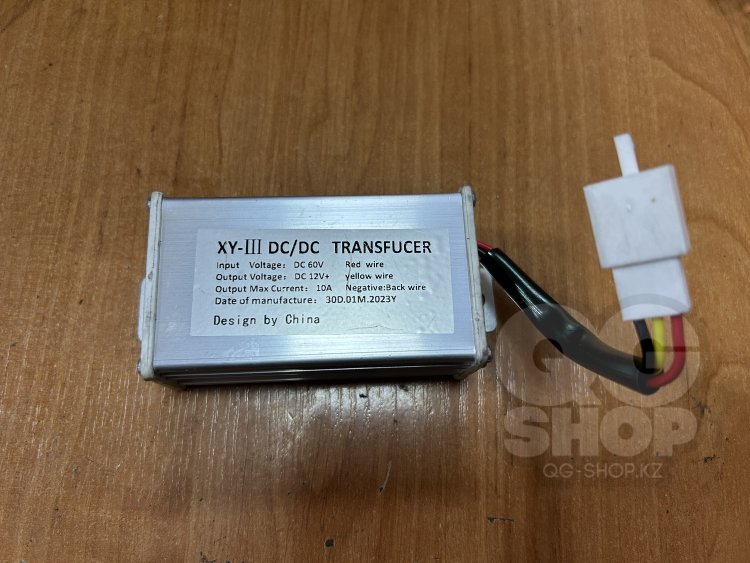 XY-III DC/DC TRANSFUCER
Input Voltage: DC 60V Red wire
Output Voltage: DC 12V+ yellow wire
Output Max Current: 10A Negative:Back wire
Date of manufacture: 30D.01M.2023Y
Design by China
QG
SHOP
QG-SHOP.KZ